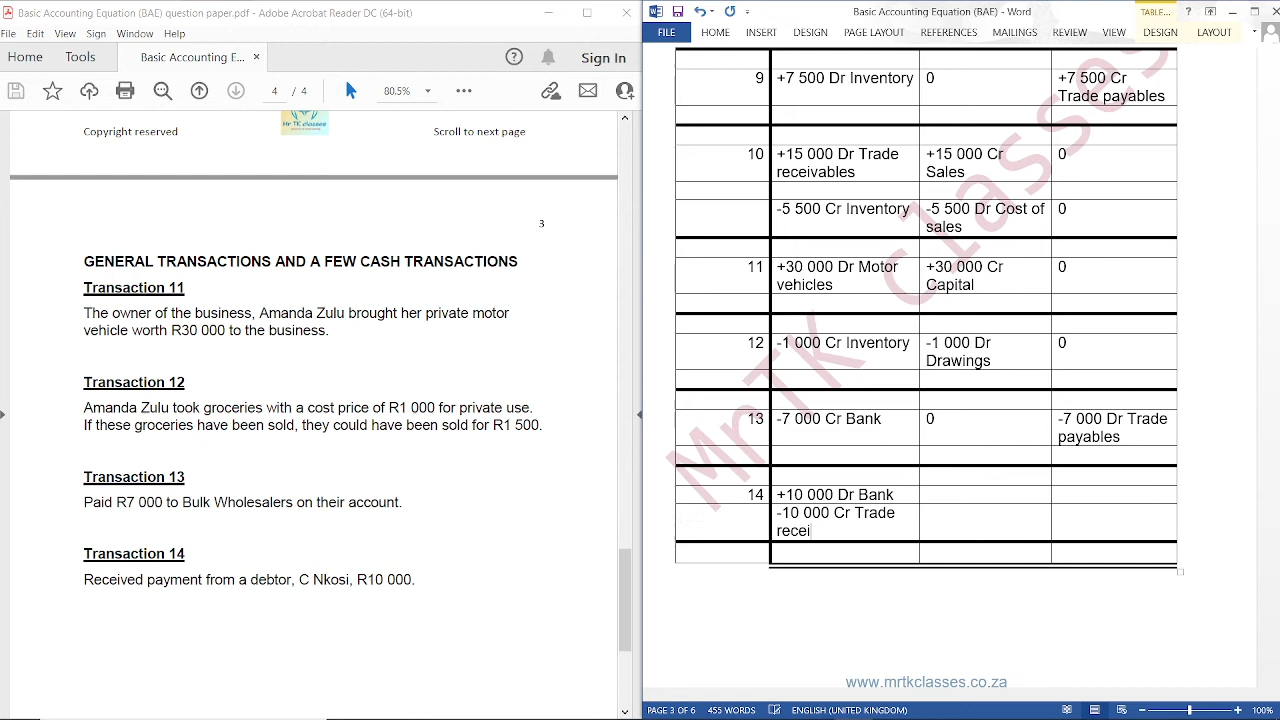 Basic Accounting Equation (BAE) question paper.pdf - Adobe Acrobat Reader DC (64-bit)
File Edit View Sign Window Help
Home Tools Basic Accounting E... × Sign In
4 / 4 80.5%
Mr TK classes
Copyright reserved Scroll to next page
3
GENERAL TRANSACTIONS AND A FEW CASH TRANSACTIONS
Transaction 11
The owner of the business, Amanda Zulu brought her private motor
vehicle worth R30 000 to the business.
Transaction 12
Amanda Zulu took groceries with a cost price of R1 000 for private use.
If these groceries have been sold, they could have been sold for R1 500.
Transaction 13
Paid R7 000 to Bulk Wholesalers on their account.
Transaction 14
Received payment from a debtor, C Nkosi, R10 000.
Basic Accounting Equation (BAE) - Word TABLE... ?
FILE HOME INSERT DESIGN PAGE LAYOUT REFERENCES MAILINGS REVIEW VIEW DESIGN LAYOUT
9 +7 500 Dr Inventory 0 +7 500 Cr
Trade payables
10 +15 000 Dr Trade +15 000 Cr 0
receivables Sales
-5 500 Cr Inventory -5 500 Dr Cost of 0
sales
11 +30 000 Dr Motor +30 000 Cr 0
vehicles Capital
12 -1 000 Cr Inventory -1 000 Dr 0
Drawings
13 -7 000 Cr Bank 0 -7 000 Dr Trade
payables
14 +10 000 Dr Bank
-10 000 Cr Trade
recei
MrTK classes
www.mrtkclasses.co.za
PAGE 3 OF 6 455 WORDS ENGLISH (UNITED KINGDOM) 100%